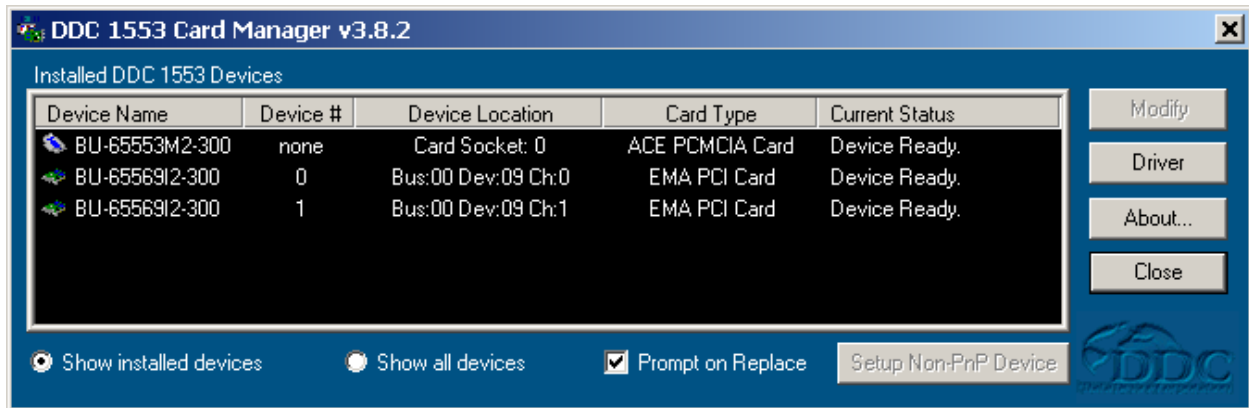 DDC 1553 Card Manager v3.8.2
Installed DDC 1553 Devices
Device Name Device # Device Location Card Type Current Status
BU-65553M2-300 none Card Socket: 0 ACE PCMCIA Card Device Ready.
BU-65569I2-300 0 Bus:00 Dev:09 Ch:0 EMA PCI Card Device Ready.
BU-65569I2-300 1 Bus:00 Dev:09 Ch:1 EMA PCI Card Device Ready.
Modify
Driver
About...
Close
Show installed devices Show all devices Prompt on Replace Setup Non-PnP Device
DDC